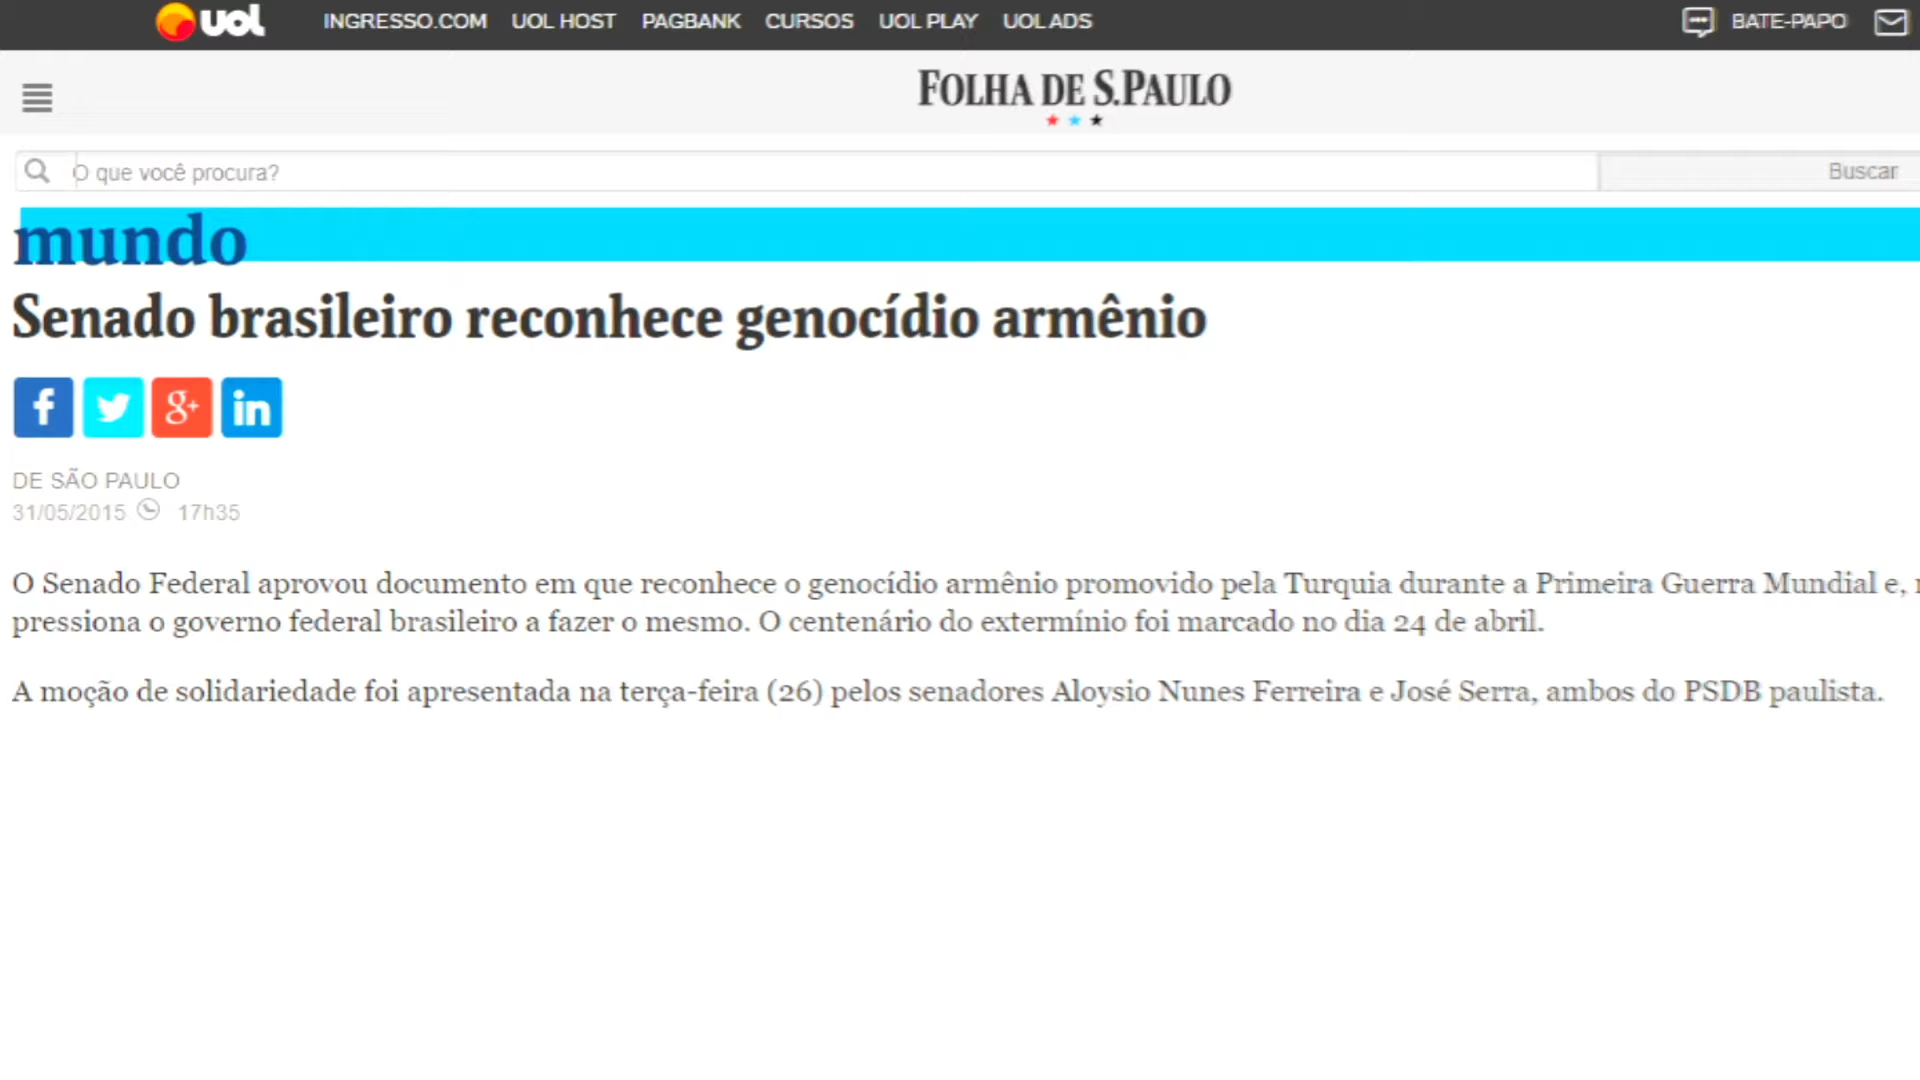 uol INGRESSO.COM UOL HOST PAGBANK CURSOS UOL PLAY UOL ADS BATE-PAPO
FOLHA DE S.PAULO
O que você procura? Buscar
mundo
Senado brasileiro reconhece genocídio armênio
f g+ in
DE SÃO PAULO
31/05/2015 17h35
O Senado Federal aprovou documento em que reconhece o genocídio armênio promovido pela Turquia durante a Primeira Guerra Mundial e,
pressiona o governo federal brasileiro a fazer o mesmo. O centenário do extermínio foi marcado no dia 24 de abril.
A moção de solidariedade foi apresentada na terça-feira (26) pelos senadores Aloysio Nunes Ferreira e José Serra, ambos do PSDB paulista.